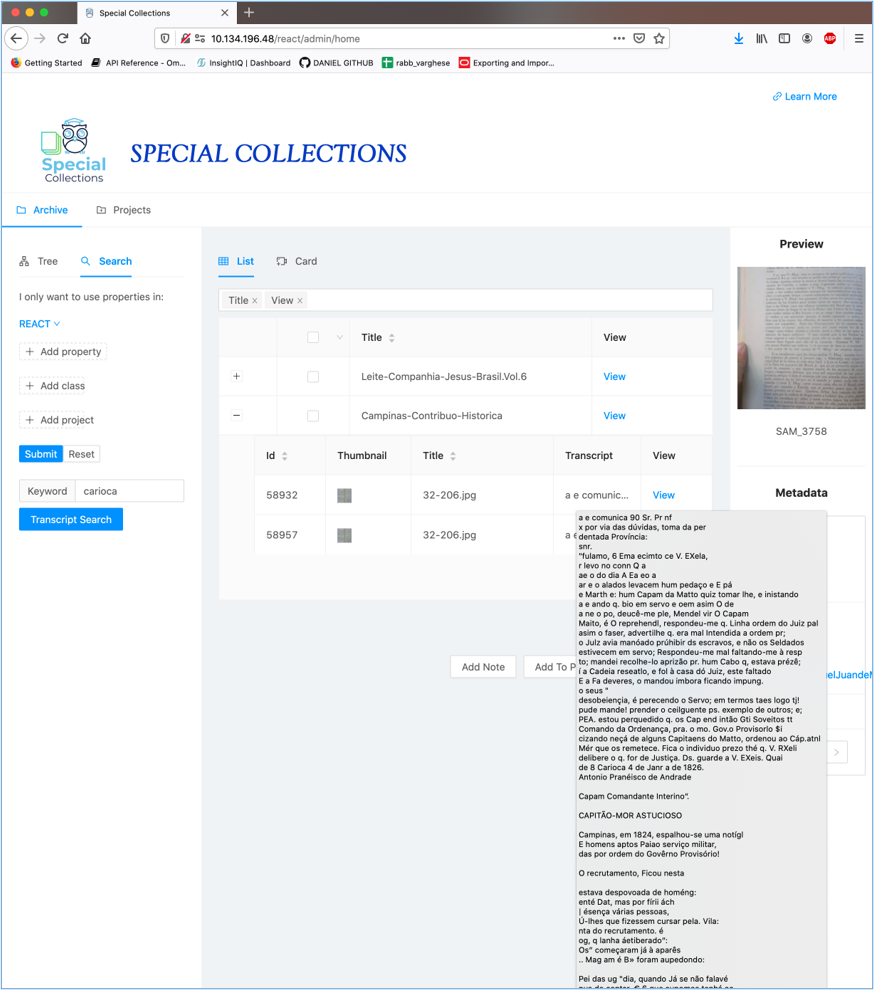 Special Collections
10.134.196.48/react/admin/home
ABP
Getting Started
API Reference - Om...
InsightIQ | Dashboard
DANIEL GITHUB
rabb_varghese
Exporting and Impor...
Learn More
Special
Collections
SPECIAL COLLECTIONS
Archive
Projects
Tree
Search
I only want to use properties in:
REACT
+ Add property
+ Add class
+ Add project
Submit
Reset
Keyword
carioca
Transcript Search
List
Card
Title ×
View ×
Title
View
+
Leite-Companhia-Jesus-Brasil.Vol.6
View
−
Campinas-Contribuo-Historica
View
Id
Thumbnail
Title
Transcript
View
58932
32-206.jpg
a e comunic...
View
58957
32-206.jpg
a e
Add Note
Add To P
Preview
SAM_3758
Metadata
elJuandeM
a e comunica 90 Sr. Pr nf
x por via das dúvidas, toma da per
dentada Província:
snr.
"fulamo, 6 Ema ecimto ce V. EXela,
r levo no conn Q a
ae o do dia A Ea eo a
ar e o alados levacem hum pedaço e E pá
e Marth e: hum Capam da Matto quiz tomar lhe, e inistando
a e ando q. bio em servo e oem asim O de
a ne o po, deucê-me ple, Mendel vir O Capam
Maito, é O reprehendl, respondeu-me q. Linha ordem do Juiz pal
asim o faser, advertilhe q. era mal Intendida a ordem pr;
o Julz avia manóado prúhibir ds escravos, e não os Seldados
estivecem em servo; Respondeu-me mal faltando-me à resp
to; mandei recolhe-lo aprizão pr. hum Cabo q, estava prézê;
í a Cadeia reseatlo, e fol à casa dó Juiz, este faltado
E a Fa deveres, o mandou imbora ficando impung.
o seus "
desobeiençia, é perecendo o Servo; em termos taes logo tj!
pude mande! prender o ceilguente ps. exemplo de outros; e;
PEA. estou perquedido q. os Cap end intão Gti Soveitos tt
Comando da Ordenança, pra. o mo. Gov.o Provisorlo $i
cizando neçá de alguns Capitaens do Matto, ordenou ao Cáp.atnl
Mér que os remetece. Fica o individuo prezo thé q. V. RXeli
delibere o q. for de Justiça. Ds. guarde a V. EXeis. Quai
de 8 Carioca 4 de Janr a de 1826.
Antonio Pranéisco de Andrade
Capam Comandante Interino".
CAPITÃO-MOR ASTUCIOSO
Campinas, em 1824, espalhou-se uma notígl
E homens aptos Paiao serviço militar,
das por ordem do Govêrno Provisório!
O recrutamento, Ficou nesta
estava despovoada de homéng:
enté Dat, mas por fírii ách
| ésença várias pessoas,
Ú-lhes que fizessem cursar pela. Vila:
nta do recrutamento. é
og, q lanha áetiberado":
Os" começaram já à aparês
.. Mag am é B» foram aupedondo:
Pei das ug "dia, quando Já se não falavé